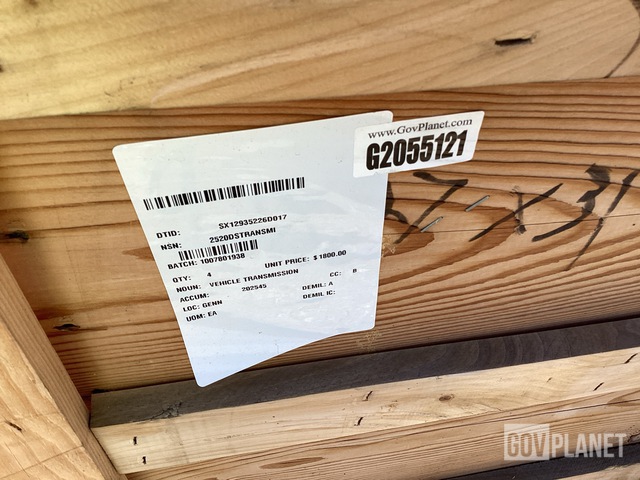 www.GovPlanet.com
G2055121
DTID: SX12935226D017
NSN: 2520DSTRANSMI
BATCH: 1007801938
QTY: 4 UNIT PRICE: $ 1800.00
NOUN: VEHICLE TRANSMISSION CC: B
ACCUM: 202545 DEMIL: A
LOC: GENN DEMIL IC:
UOM: EA
GOVPLANET